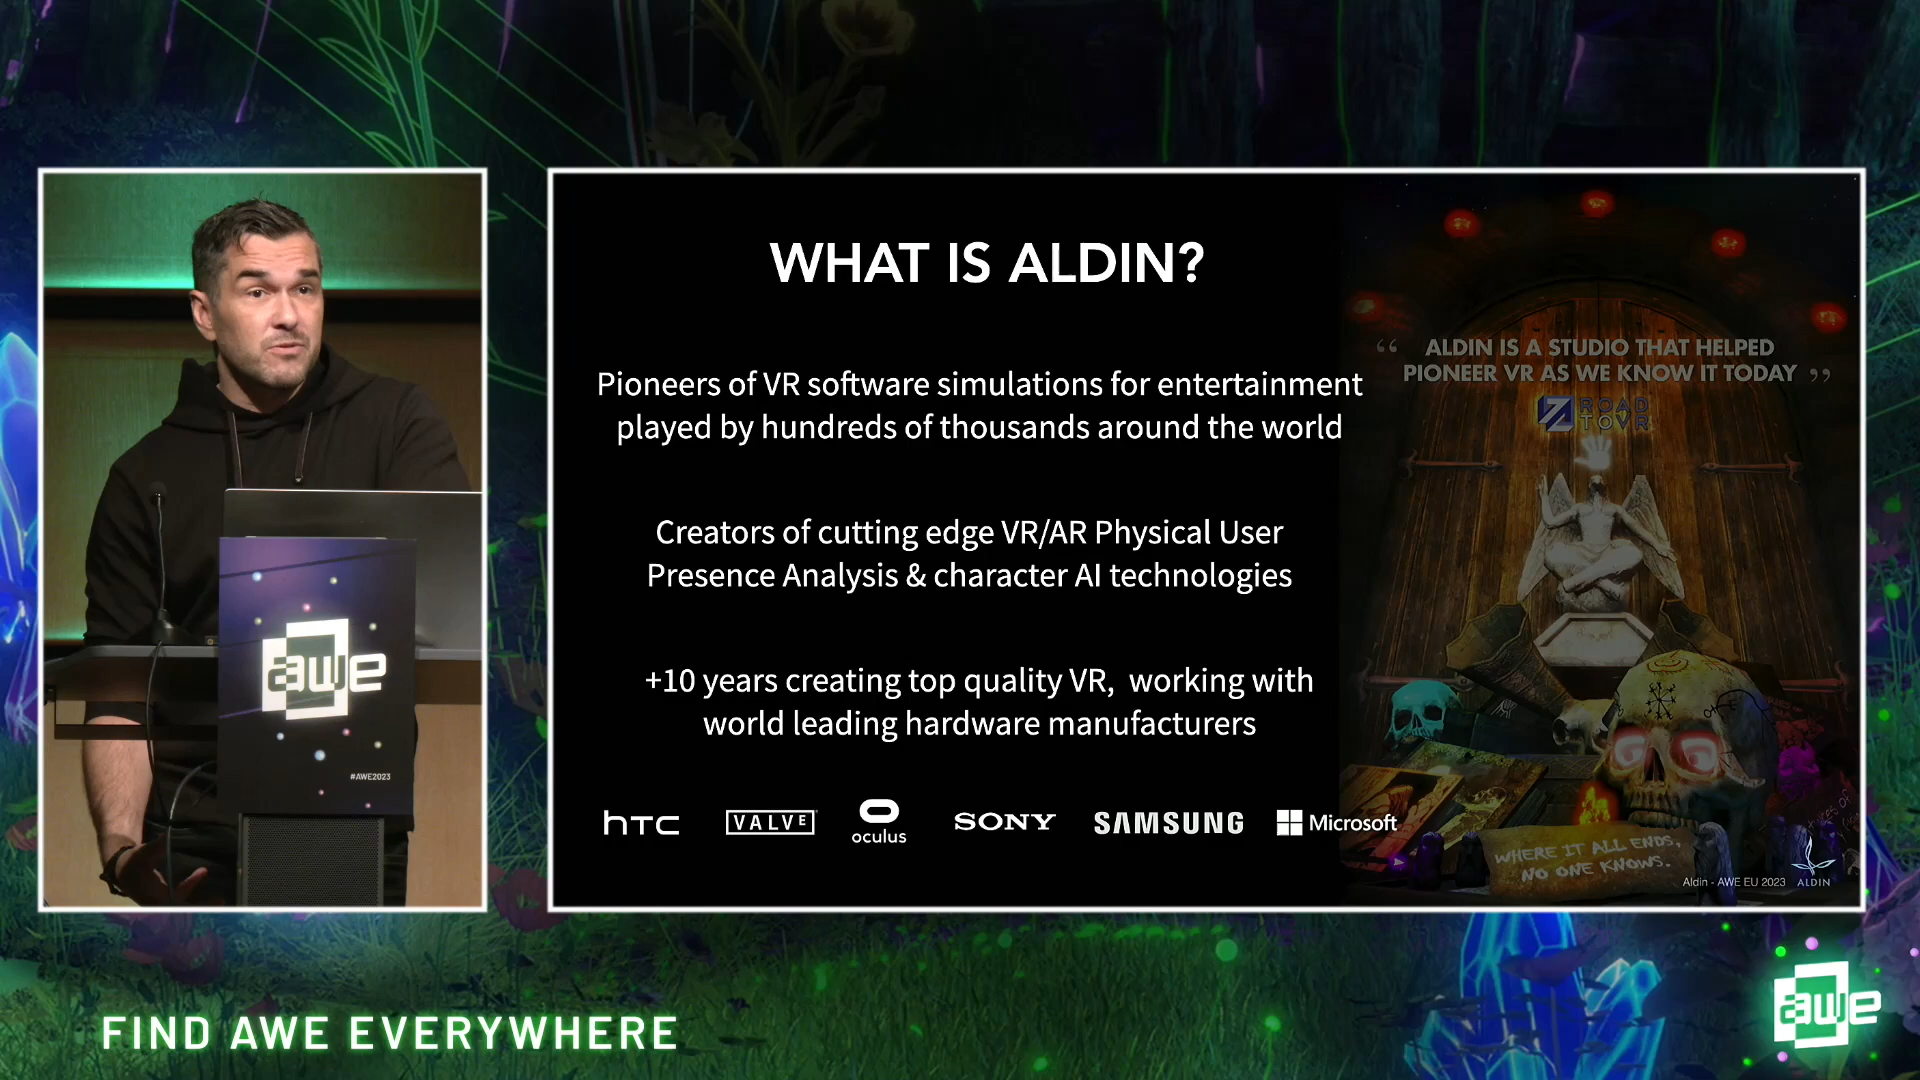 WHAT IS ALDIN?
Pioneers of VR software simulations for entertainment
played by hundreds of thousands around the world
Creators of cutting edge VR/AR Physical User
Presence Analysis & character AI technologies
+10 years creating top quality VR, working with
world leading hardware manufacturers
hTC
VALVE
oculus
SONY
SAMSUNG
Microsoft
“ ALDIN IS A STUDIO THAT HELPED
PIONEER VR AS WE KNOW IT TODAY ”
ROAD
TOVR
WHERE IT ALL ENDS,
NO ONE KNOWS.
Aldin - AWE EU 2023
ALDIN
awe
#AWE2023
FIND AWE EVERYWHERE
awe